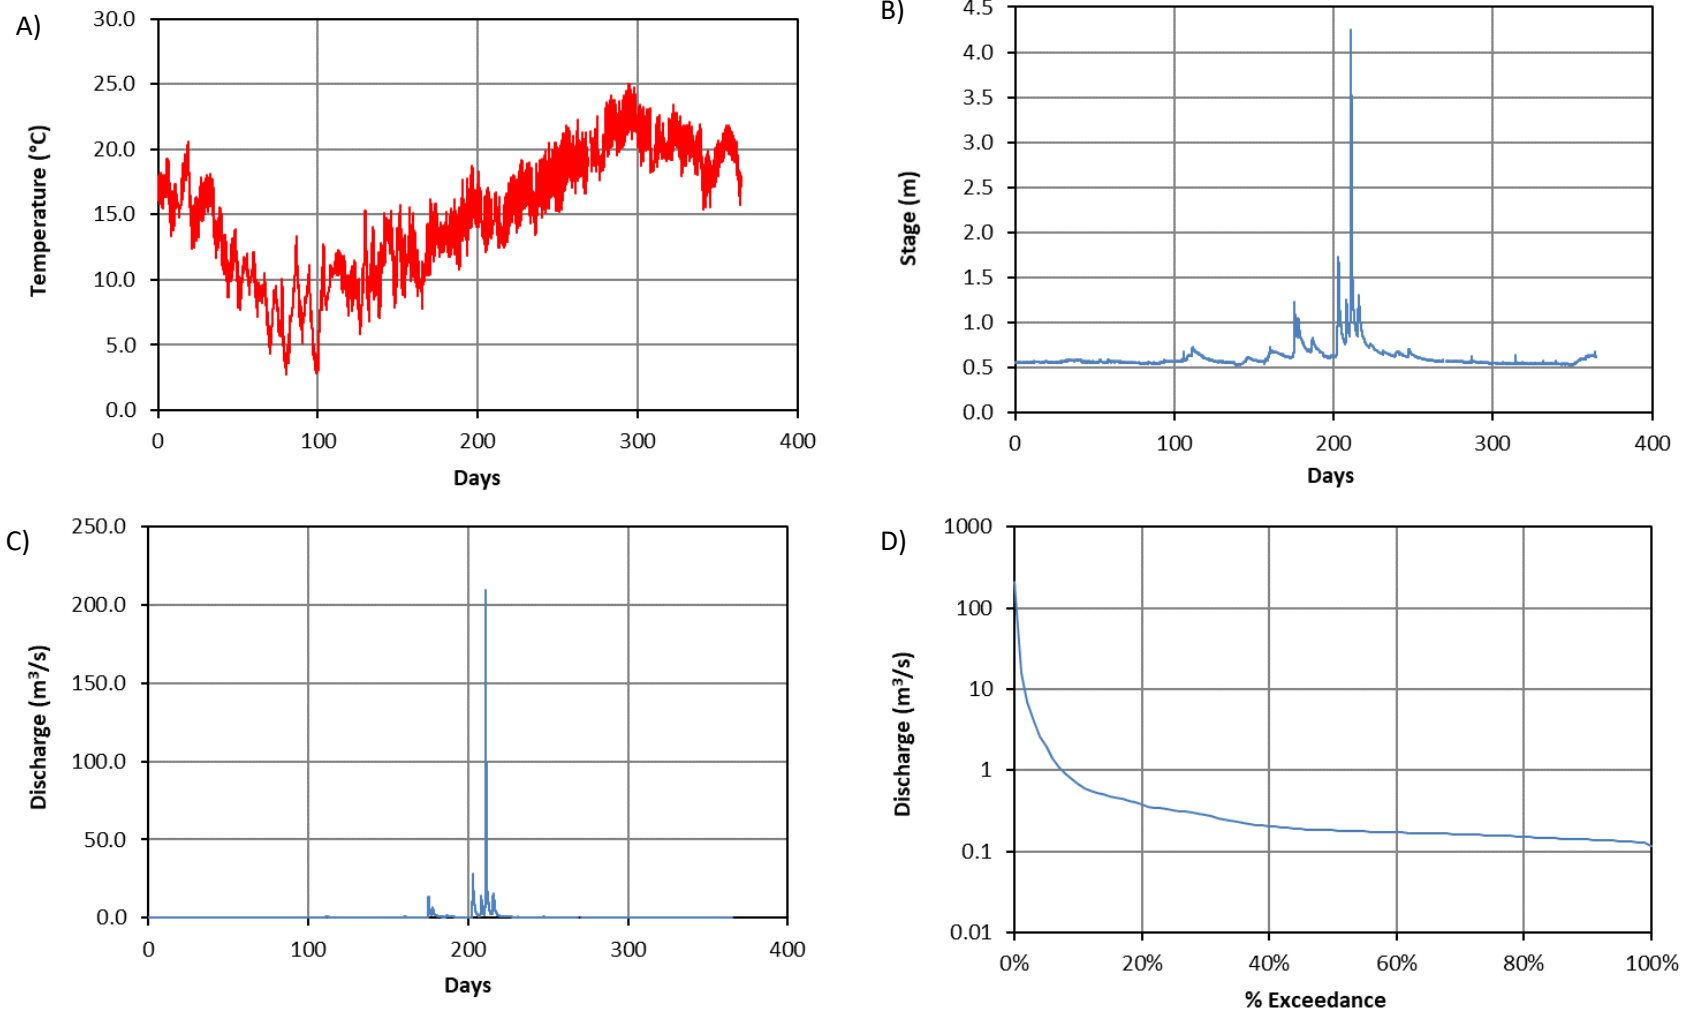 A)
30.0
25.0
20.0
15.0
10.0
5.0
0.0
Temperature (°C)
0 100 200 300 400
Days
B)
4.5
4.0
3.5
3.0
2.5
2.0
1.5
1.0
0.5
0.0
Stage (m)
0 100 200 300 400
Days
C)
250.0
200.0
150.0
100.0
50.0
0.0
Discharge (m³/s)
0 100 200 300 400
Days
D)
1000
100
10
1
0.1
0.01
Discharge (m³/s)
0% 20% 40% 60% 80% 100%
% Exceedance